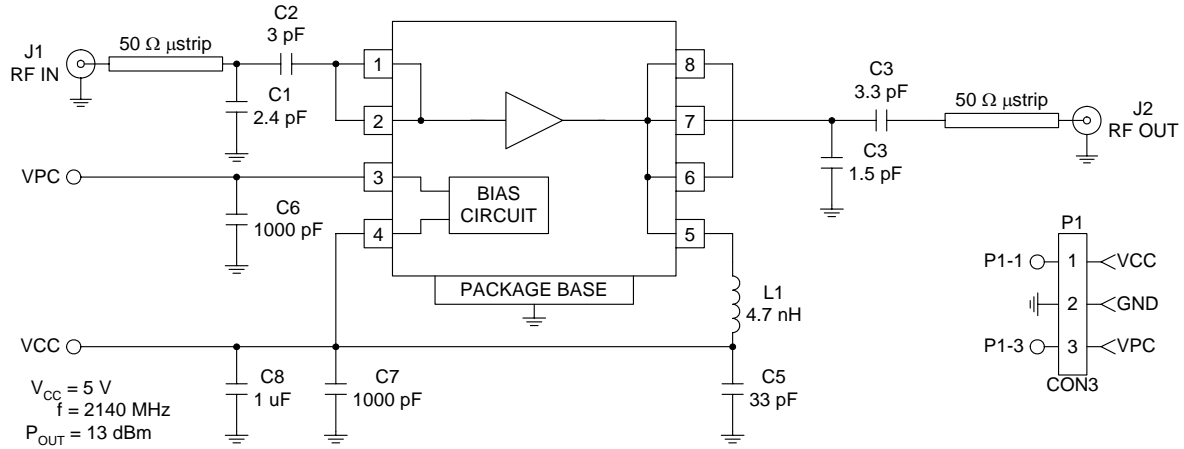 J1
RF IN
50 Ω µstrip
C2
3 pF
C1
2.4 pF
1
2
3
4
8
7
6
5
BIAS
CIRCUIT
PACKAGE BASE
C3
3.3 pF
50 Ω µstrip
J2
RF OUT
C3
1.5 pF
VPC
C6
1000 pF
L1
4.7 nH
VCC
C8
1 uF
C7
1000 pF
C5
33 pF
V_CC = 5 V
f = 2140 MHz
P_OUT = 13 dBm
P1
P1-1 1 VCC
2 GND
P1-3 3 VPC
CON3